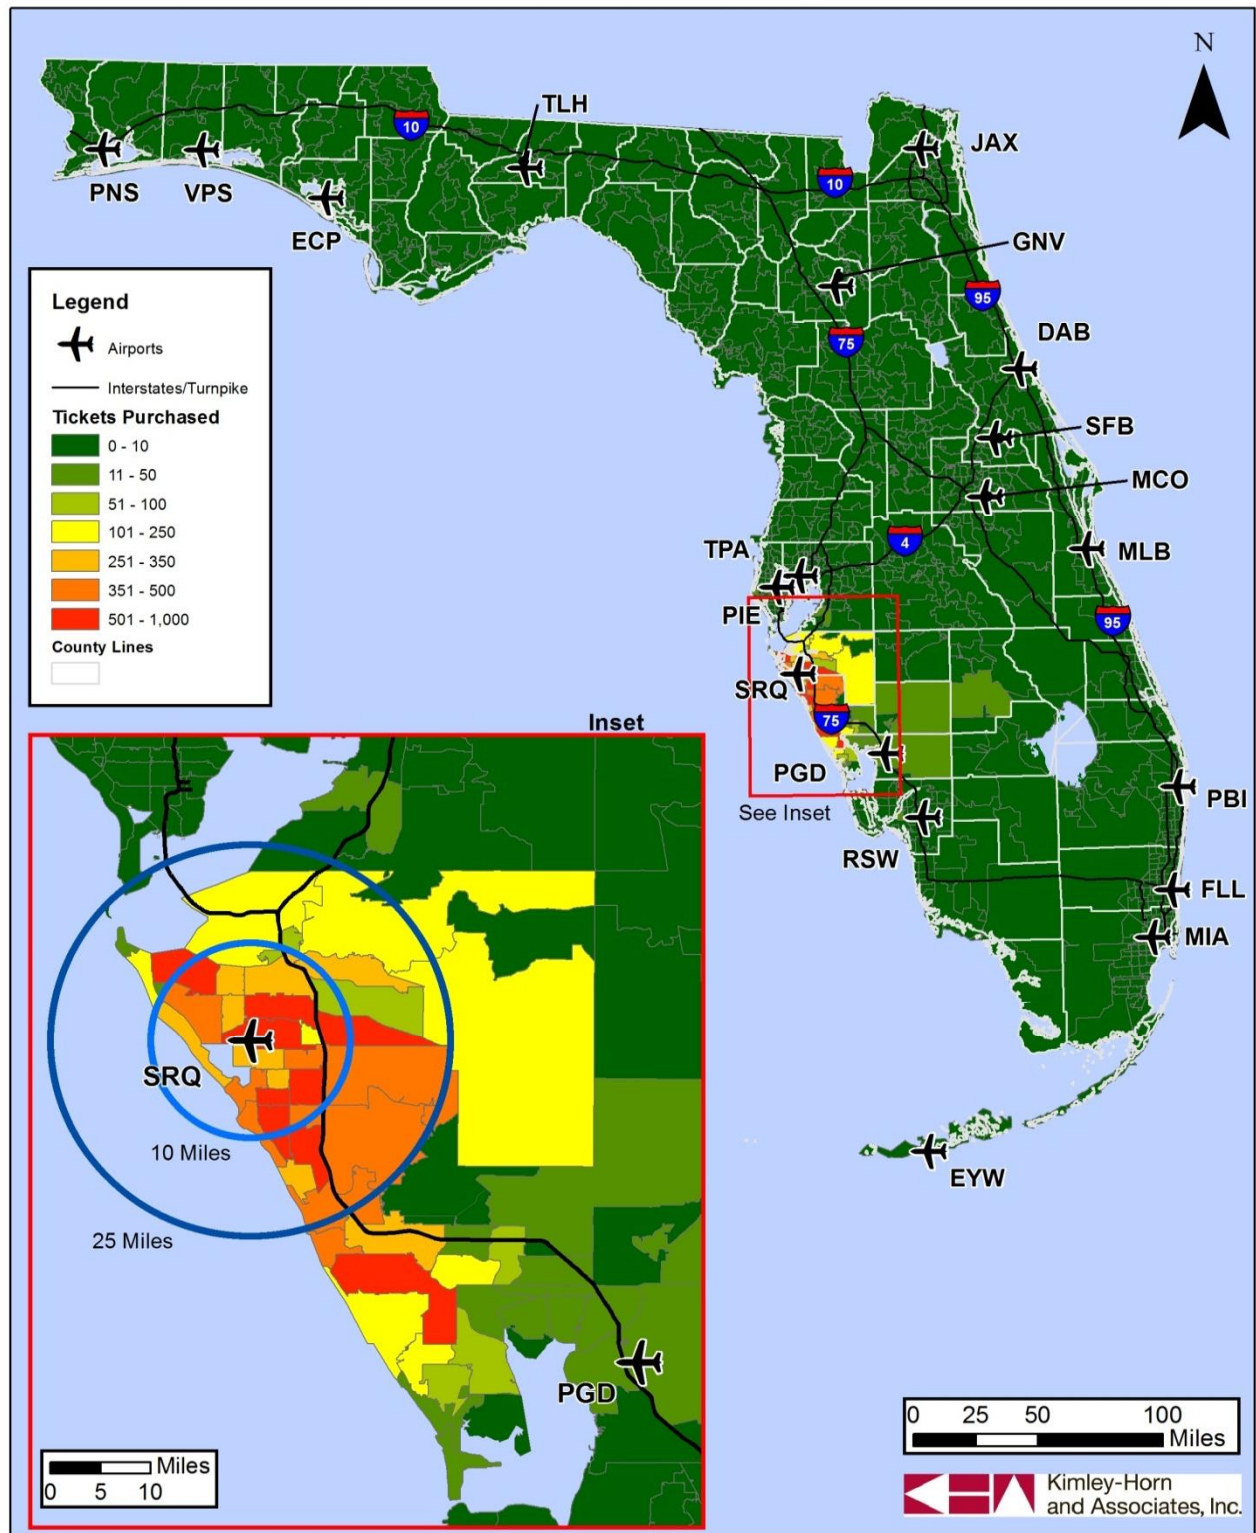 N
TLH
10
JAX
PNS
VPS
10
ECP
GNV
Legend
Airports
Interstates/Turnpike
Tickets Purchased
0 - 10
11 - 50
51 - 100
101 - 250
251 - 350
351 - 500
501 - 1,000
County Lines
95
75
DAB
SFB
MCO
4
TPA
MLB
PIE
95
SRQ
75
PGD
See Inset
PBI
RSW
FLL
MIA
EYW
Inset
SRQ
10 Miles
25 Miles
PGD
Miles
0 5 10
0 25 50 100
Miles
Kimley-Horn
and Associates, Inc.